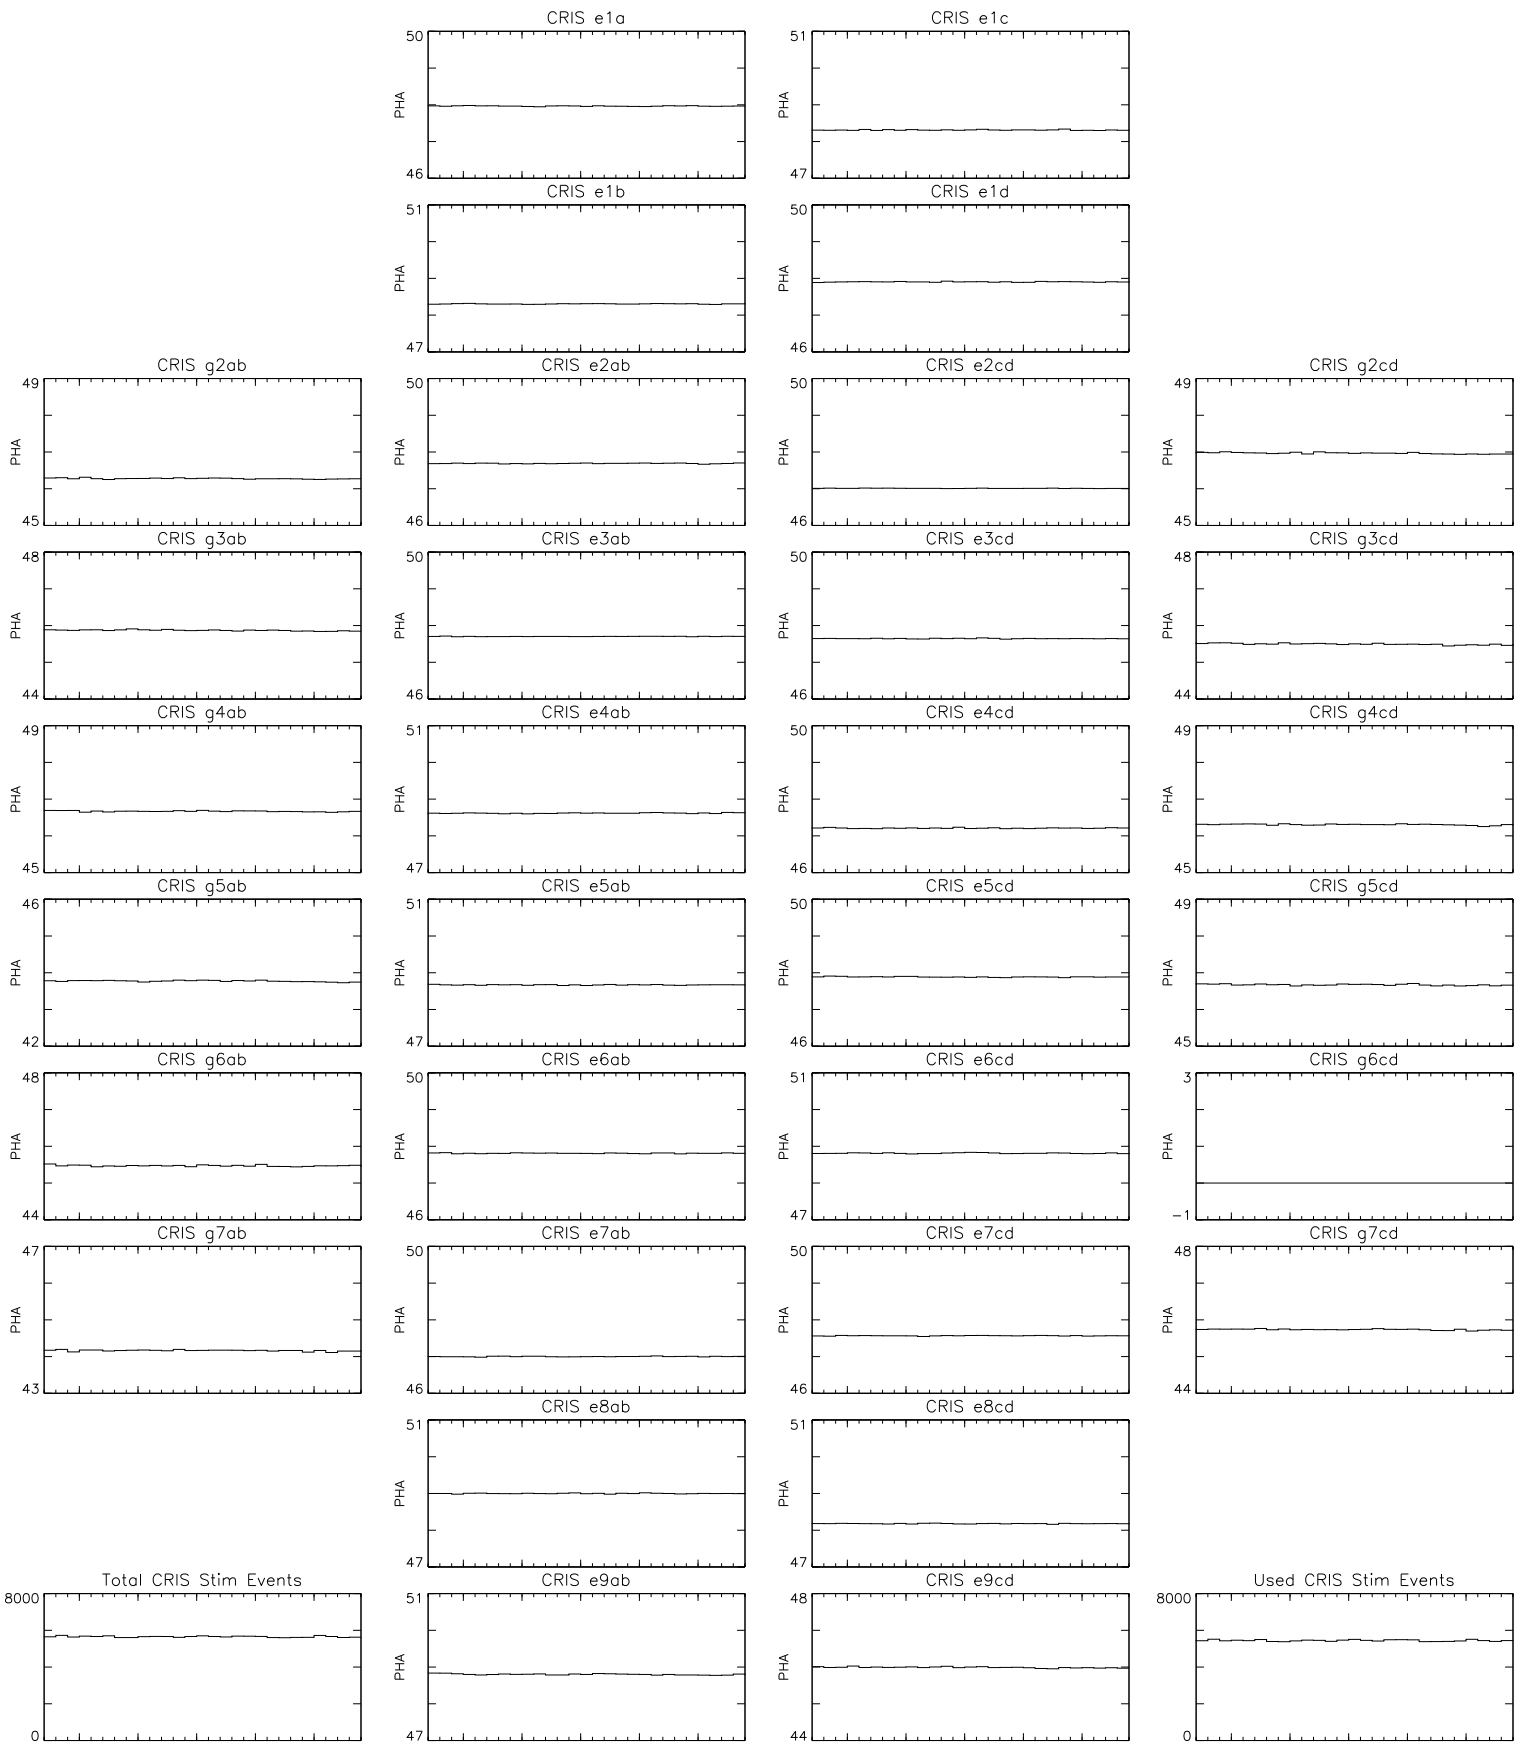 CRIS e1a
CRIS e1c
50
PHA
46
51
PHA
47
CRIS e1b
CRIS e1d
51
PHA
47
50
PHA
46
CRIS g2ab
CRIS e2ab
CRIS e2cd
CRIS g2cd
49
PHA
45
50
PHA
46
50
PHA
46
49
PHA
45
CRIS g3ab
CRIS e3ab
CRIS e3cd
CRIS g3cd
48
PHA
44
50
PHA
46
50
PHA
46
48
PHA
44
CRIS g4ab
CRIS e4ab
CRIS e4cd
CRIS g4cd
49
PHA
45
51
PHA
47
50
PHA
46
49
PHA
45
CRIS g5ab
CRIS e5ab
CRIS e5cd
CRIS g5cd
46
PHA
42
51
PHA
47
50
PHA
46
49
PHA
45
CRIS g6ab
CRIS e6ab
CRIS e6cd
CRIS g6cd
48
PHA
44
50
PHA
46
51
PHA
47
3
PHA
-1
CRIS g7ab
CRIS e7ab
CRIS e7cd
CRIS g7cd
47
PHA
43
50
PHA
46
50
PHA
46
48
PHA
44
CRIS e8ab
CRIS e8cd
51
PHA
47
51
PHA
47
Total CRIS Stim Events
CRIS e9ab
CRIS e9cd
Used CRIS Stim Events
8000
0
51
PHA
47
48
PHA
44
8000
0